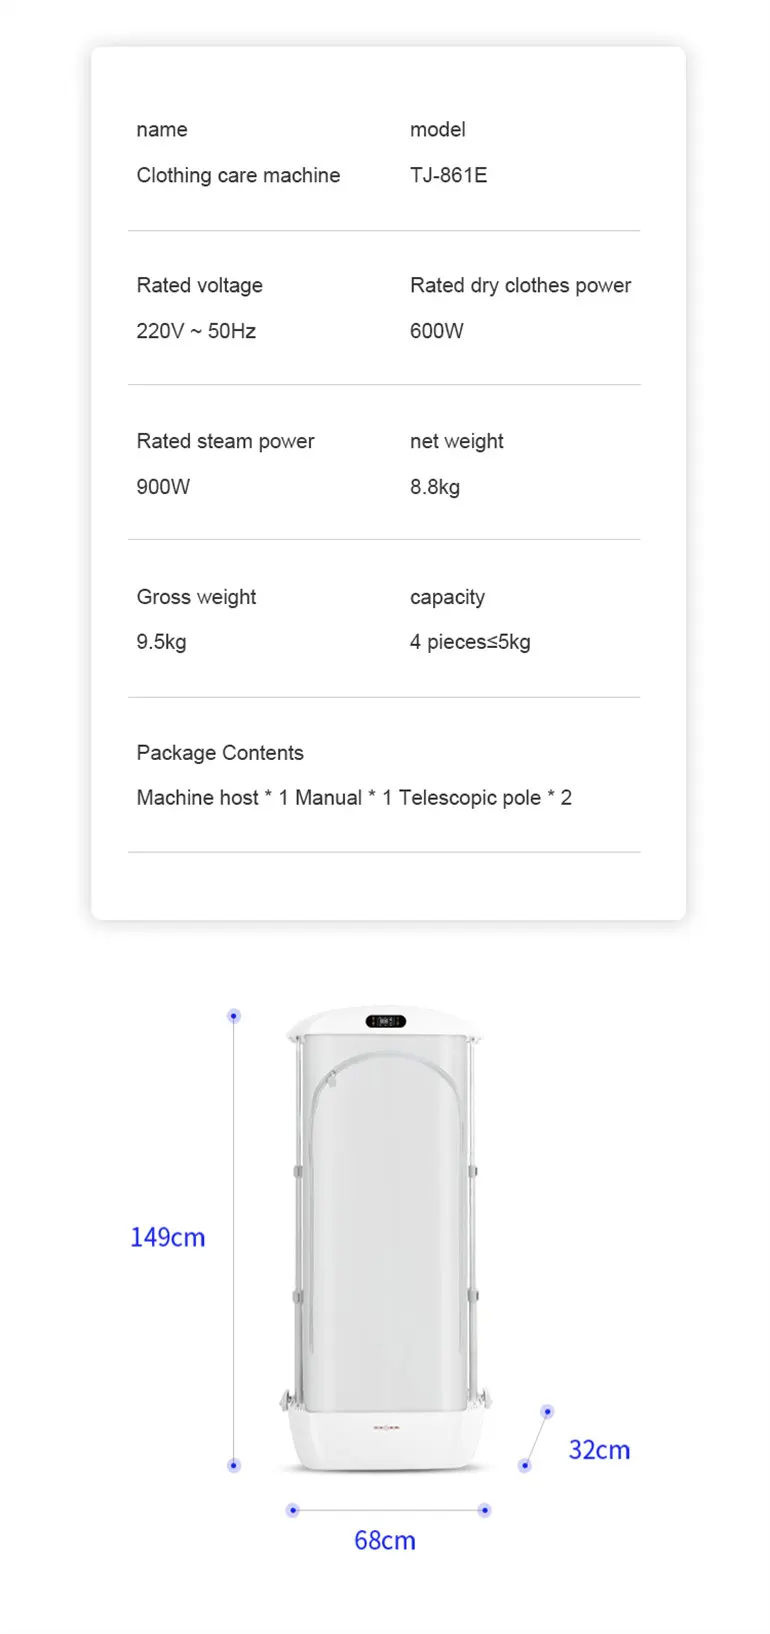 name model
Clothing care machine TJ-861E
Rated voltage Rated dry clothes power
220V ~ 50Hz 600W
Rated steam power net weight
900W 8.8kg
Gross weight capacity
9.5kg 4 pieces≤5kg
Package Contents
Machine host * 1 Manual * 1 Telescopic pole * 2
149cm
32cm
68cm